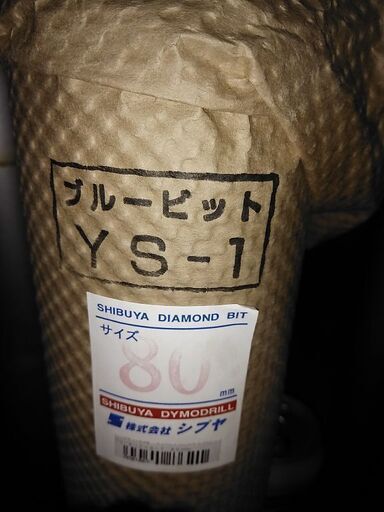 ブルービット
YS-1
SHIBUYA DIAMOND BIT
サイズ
80
mm
SHIBUYA DYMODRILL
株式会社 シブヤ